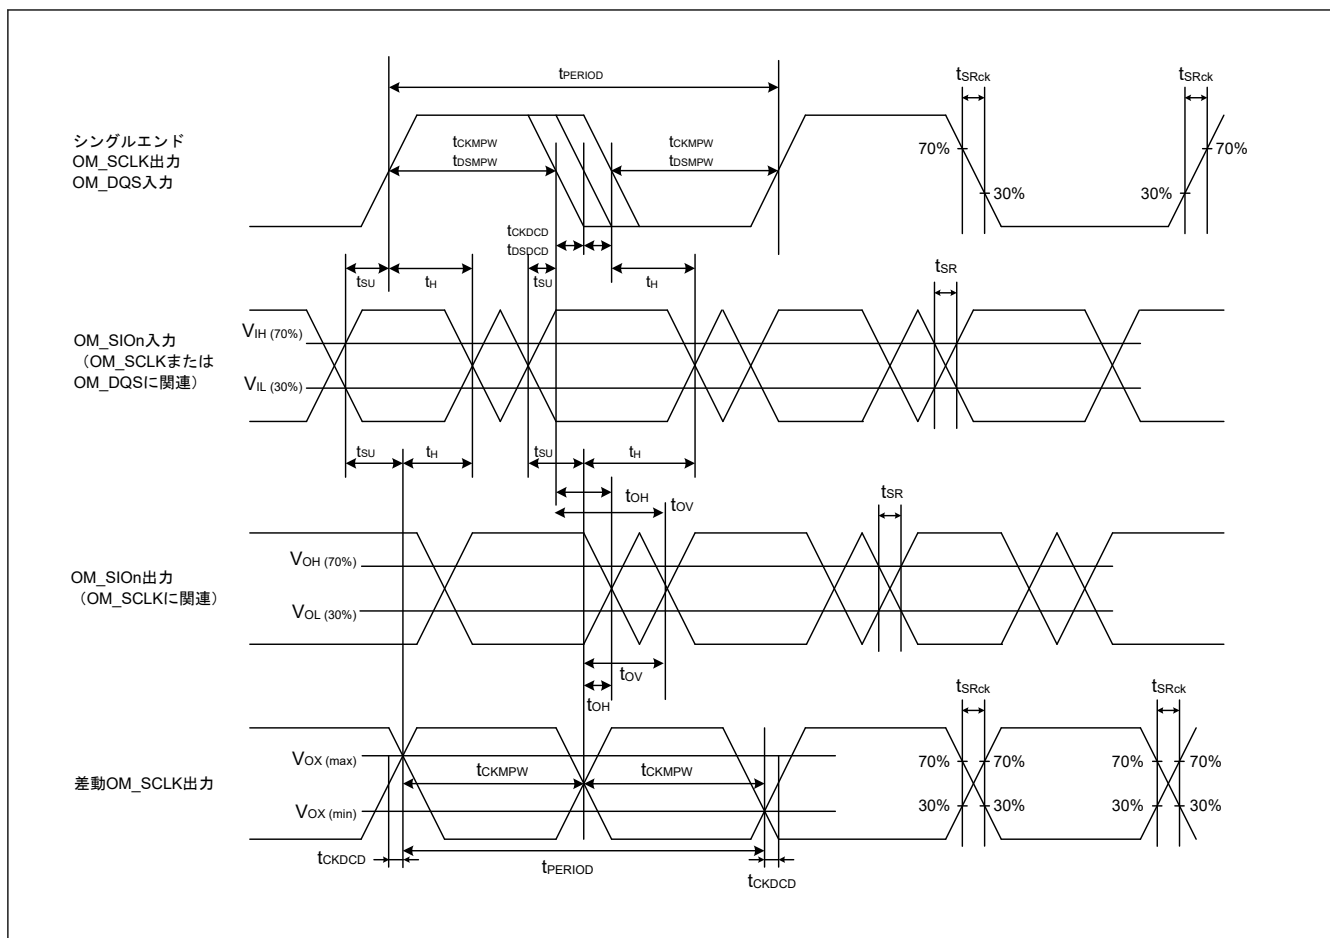 tPERIOD
tSRck
tSRck
シングルエンド
OM_SCLK出力
OM_DQS入力
tCKMPW
tDSMPW
tCKMPW
tDSMPW
70%
30%
30%
70%
tCKDCD
tDSDCD
tSU
tH
tSU
tH
tSR
OM_SIOn入力
（OM_SCLKまたは
OM_DQSに関連）
VIH (70%)
VIL (30%)
tSU
tH
tSU
tH
tOH
tOV
tSR
OM_SIOn出力
（OM_SCLKに関連）
VOH (70%)
VOL (30%)
tOV
tOH
tSRck
tSRck
差動OM_SCLK出力
VOX (max)
VOX (min)
tCKMPW
tCKMPW
70%
70%
70%
70%
30%
30%
30%
30%
tCKDCD
tPERIOD
tCKDCD